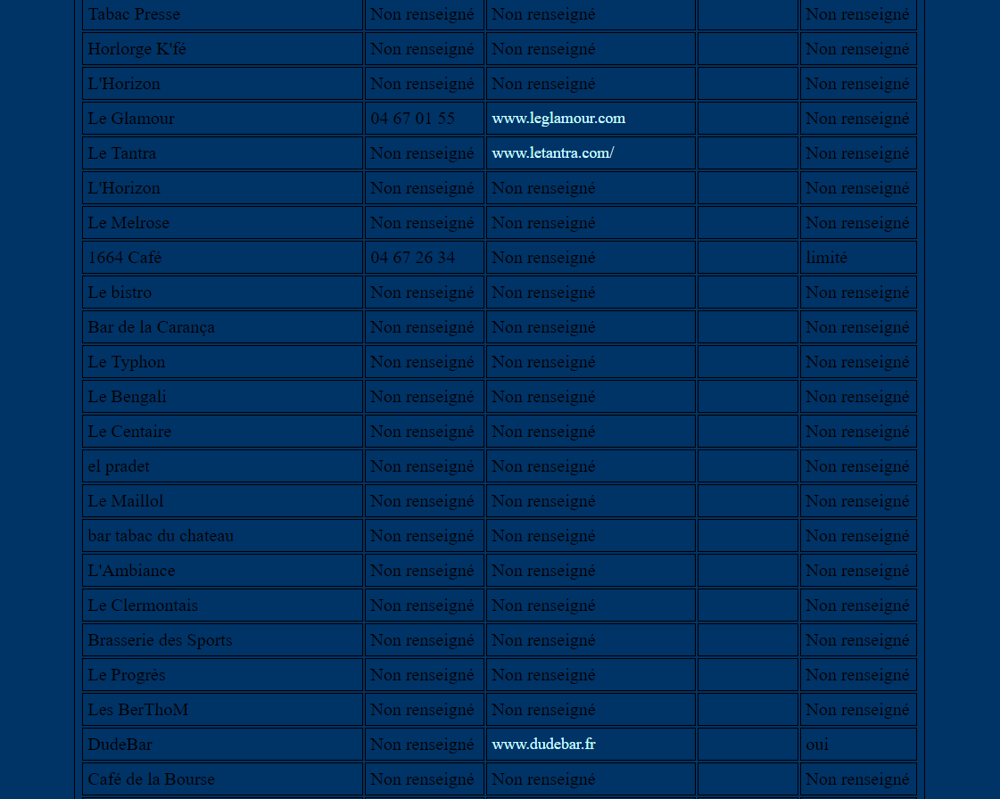 Tabac Presse Non renseigné Non renseigné Non renseigné
Horlorge K'fé Non renseigné Non renseigné Non renseigné
L'Horizon Non renseigné Non renseigné Non renseigné
Le Glamour 04 67 01 55 www.leglamour.com Non renseigné
Le Tantra Non renseigné www.letantra.com/ Non renseigné
L'Horizon Non renseigné Non renseigné Non renseigné
Le Melrose Non renseigné Non renseigné Non renseigné
1664 Café 04 67 26 34 Non renseigné limité
Le bistro Non renseigné Non renseigné Non renseigné
Bar de la Carança Non renseigné Non renseigné Non renseigné
Le Typhon Non renseigné Non renseigné Non renseigné
Le Bengali Non renseigné Non renseigné Non renseigné
Le Centaire Non renseigné Non renseigné Non renseigné
el pradet Non renseigné Non renseigné Non renseigné
Le Maillol Non renseigné Non renseigné Non renseigné
bar tabac du chateau Non renseigné Non renseigné Non renseigné
L'Ambiance Non renseigné Non renseigné Non renseigné
Le Clermontais Non renseigné Non renseigné Non renseigné
Brasserie des Sports Non renseigné Non renseigné Non renseigné
Le Progrès Non renseigné Non renseigné Non renseigné
Les BerThoM Non renseigné Non renseigné Non renseigné
DudeBar Non renseigné www.dudebar.fr oui
Café de la Bourse Non renseigné Non renseigné Non renseigné